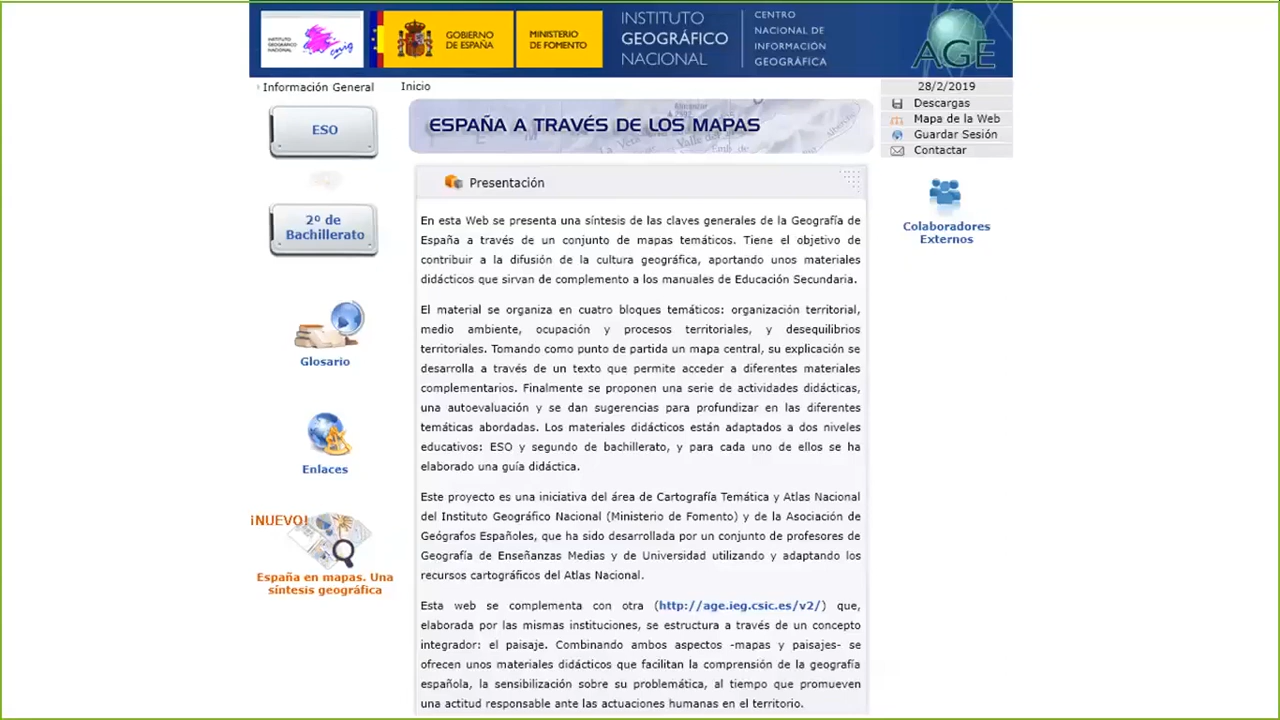 INSTITUTO
GEOGRÁFICO
NACIONAL
cnig
GOBIERNO
DE ESPAÑA
MINISTERIO
DE FOMENTO
INSTITUTO
GEOGRÁFICO
NACIONAL
CENTRO
NACIONAL DE
INFORMACIÓN
GEOGRÁFICA
AGE
Información General
Inicio
28/2/2019
Descargas
Mapa de la Web
Guardar Sesión
Contactar
Colaboradores
Externos
ESO
2º de
Bachillerato
Glosario
Enlaces
¡NUEVO!
España en mapas. Una
síntesis geográfica
ESPAÑA A TRAVÉS DE LOS MAPAS
Presentación
En esta Web se presenta una síntesis de las claves generales de la Geografía de
España a través de un conjunto de mapas temáticos. Tiene el objetivo de
contribuir a la difusión de la cultura geográfica, aportando unos materiales
didácticos que sirvan de complemento a los manuales de Educación Secundaria.
El material se organiza en cuatro bloques temáticos: organización territorial,
medio ambiente, ocupación y procesos territoriales, y desequilibrios
territoriales. Tomando como punto de partida un mapa central, su explicación se
desarrolla a través de un texto que permite acceder a diferentes materiales
complementarios. Finalmente se proponen una serie de actividades didácticas,
una autoevaluación y se dan sugerencias para profundizar en las diferentes
temáticas abordadas. Los materiales didácticos están adaptados a dos niveles
educativos: ESO y segundo de bachillerato, y para cada uno de ellos se ha
elaborado una guía didáctica.
Este proyecto es una iniciativa del área de Cartografía Temática y Atlas Nacional
del Instituto Geográfico Nacional (Ministerio de Fomento) y de la Asociación de
Geógrafos Españoles, que ha sido desarrollada por un conjunto de profesores de
Geografía de Enseñanzas Medias y de Universidad utilizando y adaptando los
recursos cartográficos del Atlas Nacional.
Esta web se complementa con otra (http://age.ieg.csic.es/v2/) que,
elaborada por las mismas instituciones, se estructura a través de un concepto
integrador: el paisaje. Combinando ambos aspectos -mapas y paisajes- se
ofrecen unos materiales didácticos que facilitan la comprensión de la geografía
española, la sensibilización sobre su problemática, al tiempo que promueven
una actitud responsable ante las actuaciones humanas en el territorio.